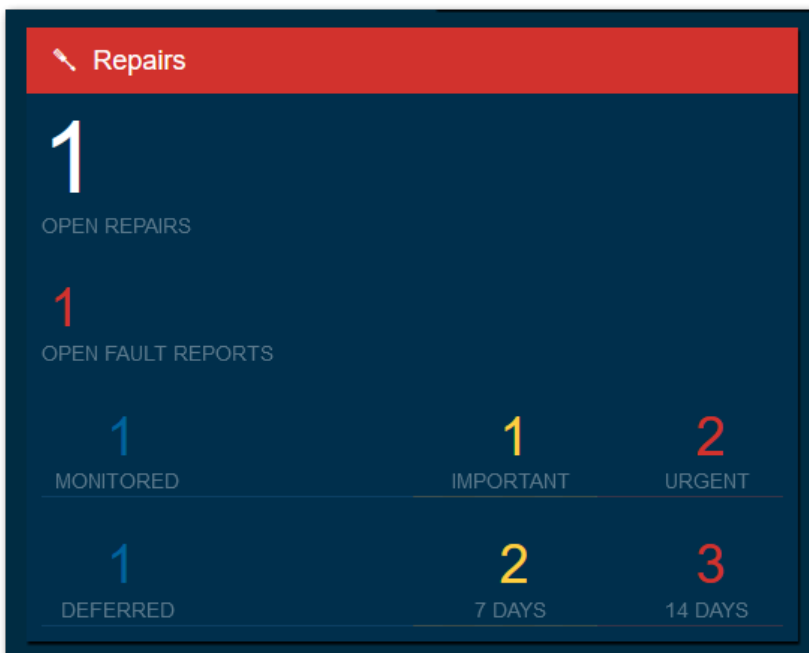 Repairs
1
OPEN REPAIRS
1
OPEN FAULT REPORTS
1 1 2
MONITORED IMPORTANT URGENT
1 2 3
DEFERRED 7 DAYS 14 DAYS